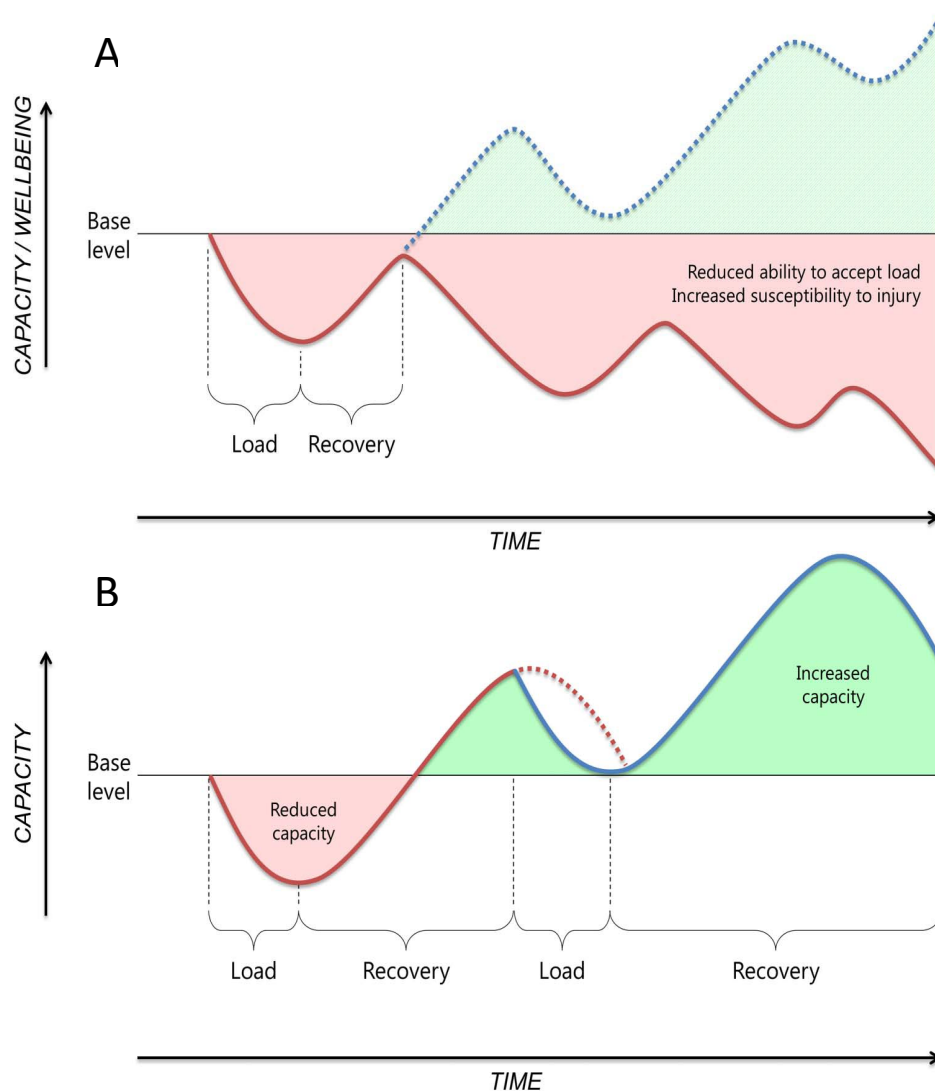 A
CAPACITY / WELLBEING
Base
level
Reduced ability to accept load
Increased susceptibility to injury
Load
Recovery
TIME
B
CAPACITY
Increased
capacity
Base
level
Reduced
capacity
Load
Recovery
Load
Recovery
TIME